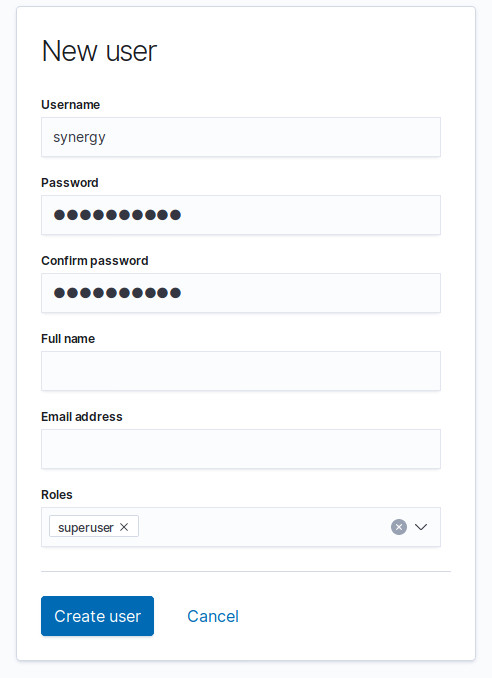 New user
Username
synergy
Password
●●●●●●●●●●
Confirm password
●●●●●●●●●●
Full name
Email address
Roles
superuser
Create user Cancel